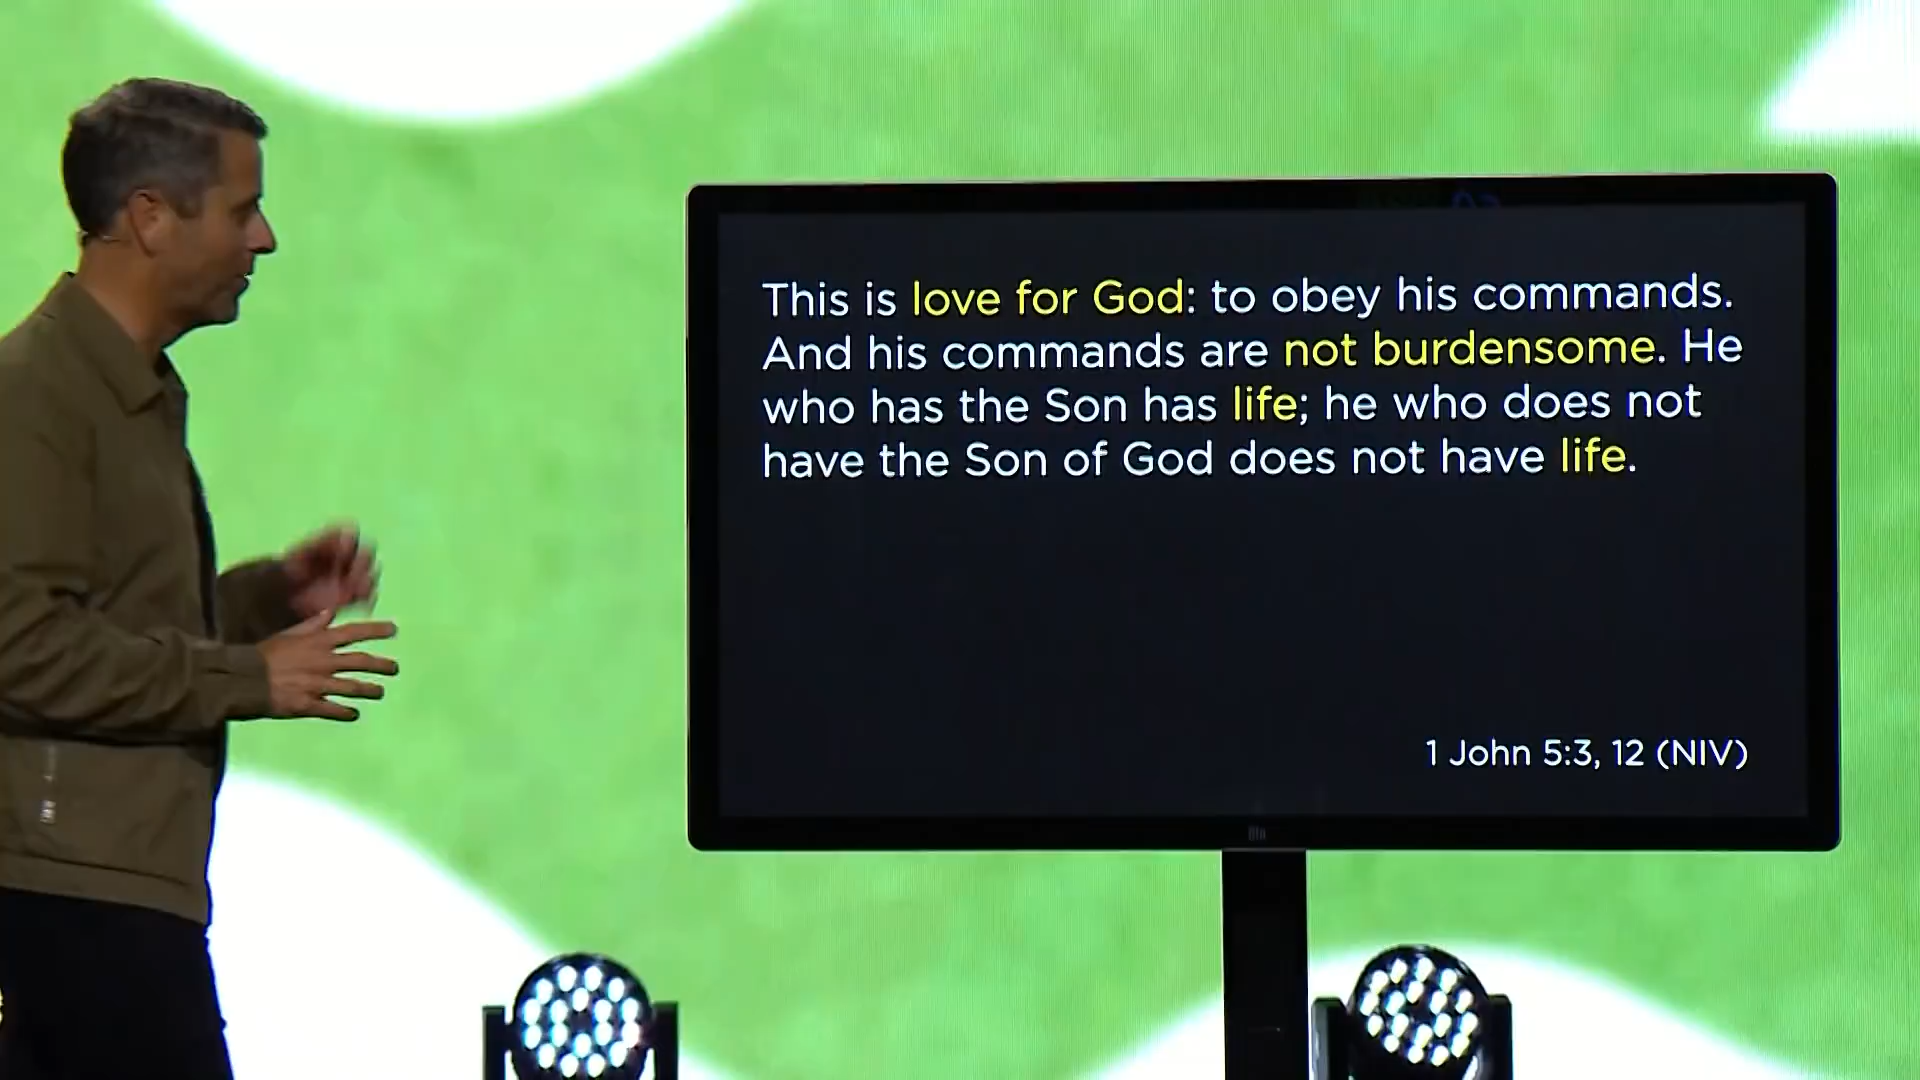 This is love for God: to obey his commands.
And his commands are not burdensome. He
who has the Son has life; he who does not
have the Son of God does not have life.
1 John 5:3, 12 (NIV)